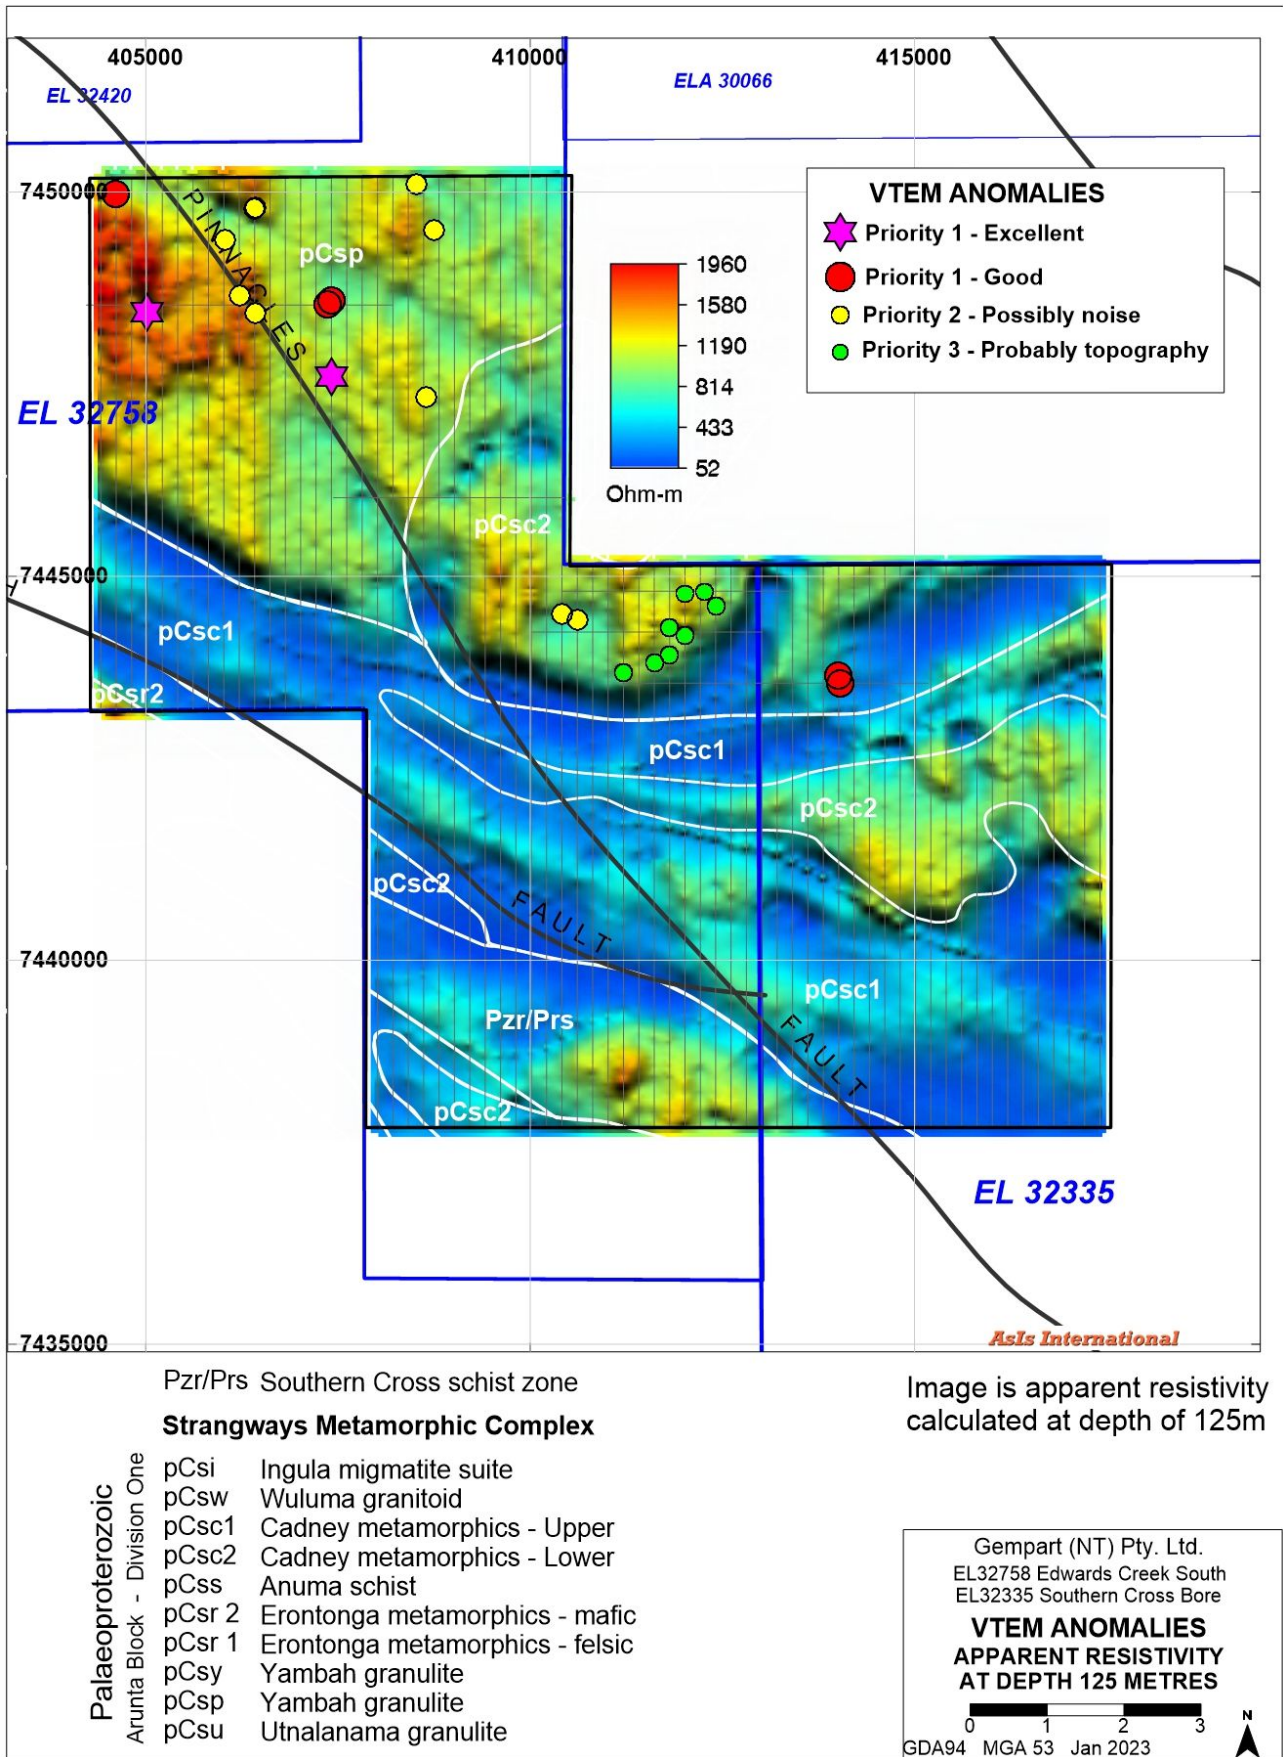 405000
410000
415000
EL 32420
ELA 30066
7450000
PINNACLES
pCsp
VTEM ANOMALIES
Priority 1 - Excellent
Priority 1 - Good
Priority 2 - Possibly noise
Priority 3 - Probably topography
1960
1580
1190
814
433
52
Ohm-m
EL 32758
pCsc2
7445000
pCsc1
pCsr2
pCsc1
pCsc2
pCsc2
FAULT
7440000
pCsc1
Pzr/Prs
FAULT
pCsc2
EL 32335
7435000
AsIs International
Pzr/Prs Southern Cross schist zone
Strangways Metamorphic Complex
Palaeoproterozoic
Arunta Block - Division One
pCsi Ingula migmatite suite
pCsw Wuluma granitoid
pCsc1 Cadney metamorphics - Upper
pCsc2 Cadney metamorphics - Lower
pCss Anuma schist
pCsr 2 Erontonga metamorphics - mafic
pCsr 1 Erontonga metamorphics - felsic
pCsy Yambah granulite
pCsp Yambah granulite
pCsu Utnalanama granulite
Image is apparent resistivity
calculated at depth of 125m
Gempart (NT) Pty. Ltd.
EL32758 Edwards Creek South
EL32335 Southern Cross Bore
VTEM ANOMALIES
APPARENT RESISTIVITY
AT DEPTH 125 METRES
0 1 2 3
N
GDA94 MGA 53 Jan 2023